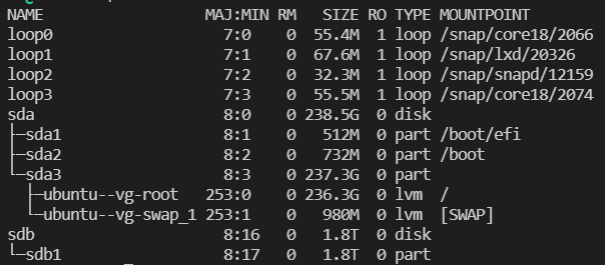 NAME                  MAJ:MIN RM   SIZE RO TYPE MOUNTPOINT
loop0                   7:0    0  55.4M  1 loop /snap/core18/2066
loop1                   7:1    0  67.6M  1 loop /snap/lxd/20326
loop2                   7:2    0  32.3M  1 loop /snap/snapd/12159
loop3                   7:3    0  55.5M  1 loop /snap/core18/2074
sda                     8:0    0 238.5G  0 disk
├─sda1                  8:1    0   512M  0 part /boot/efi
├─sda2                  8:2    0   732M  0 part /boot
└─sda3                  8:3    0 237.3G  0 part
  ├─ubuntu--vg-root   253:0    0 236.3G  0 lvm  /
  └─ubuntu--vg-swap_1 253:1    0   980M  0 lvm  [SWAP]
sdb                     8:16   0   1.8T  0 disk
└─sdb1                  8:17   0   1.8T  0 part